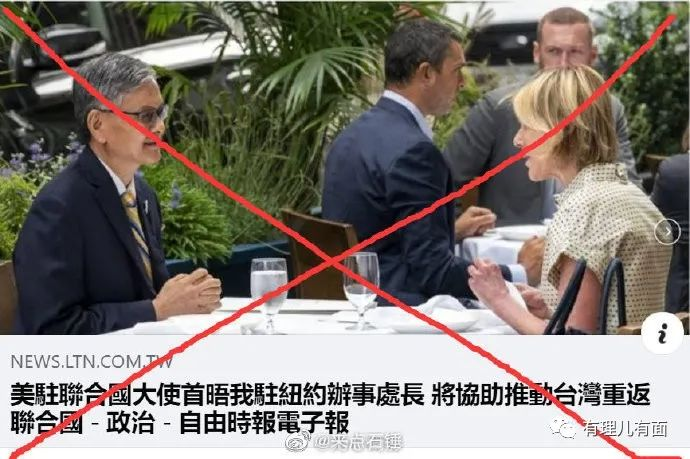 NEWS.LTN.COM.TW
美駐聯合國大使首晤我駐紐約辦事處長 將協助推動台灣重返
聯合國 - 政治 - 自由時報電子報
@来点石锤
有理儿有面